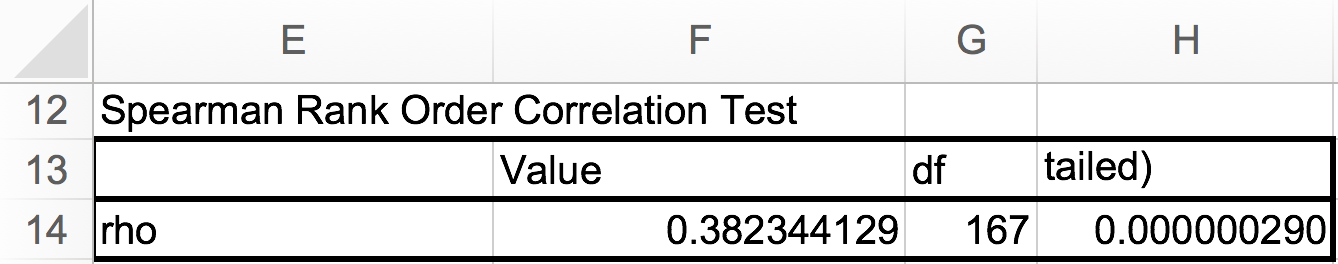 E F G H
12 Spearman Rank Order Correlation Test
13 Value df tailed)
14 rho 0.382344129 167 0.000000290